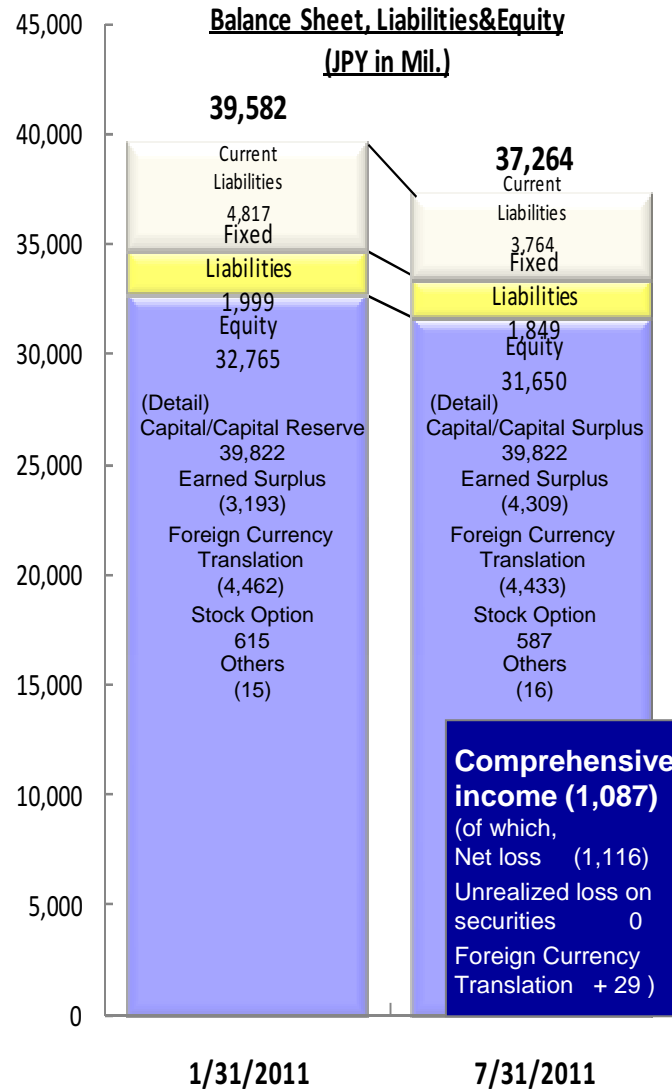 Balance Sheet, Liabilities&Equity
(JPY in Mil.)
45,000
40,000
35,000
30,000
25,000
20,000
15,000
10,000
5,000
0
39,582
Current
Liabilities
4,817
Fixed
Liabilities
1,999
Equity
32,765
(Detail)
Capital/Capital Reserve
39,822
Earned Surplus
(3,193)
Foreign Currency
Translation
(4,462)
Stock Option
615
Others
(15)
1/31/2011
37,264
Current
Liabilities
3,764
Fixed
Liabilities
1,849
Equity
31,650
(Detail)
Capital/Capital Surplus
39,822
Earned Surplus
(4,309)
Foreign Currency
Translation
(4,433)
Stock Option
587
Others
(16)
Comprehensive
income (1,087)
(of which,
Net loss (1,116)
Unrealized loss on
securities 0
Foreign Currency
Translation + 29 )
7/31/2011